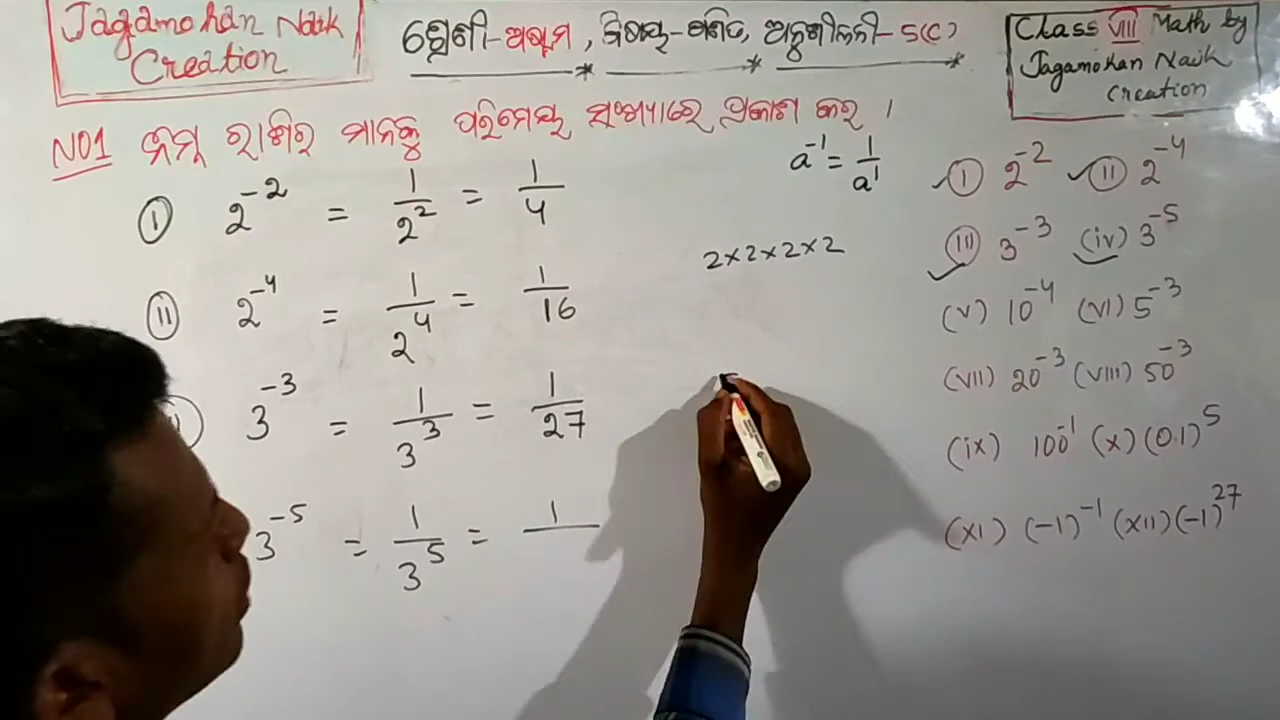 Jagamohan Naik
Creation
ଶ୍ରେଣୀ-ଅଷ୍ଟମ, ବିଷୟ-ଗଣିତ, ଅନୁଶୀଳନୀ-5(C)
Class VIII Math by
Jagamohan Naik
Creation
NO1 ନିମ୍ନ ରାଶିର ମାନକୁ ପରିମେୟ ସଂଖ୍ୟାରେ ପ୍ରକାଶ କର ।
(I) 2⁻² = 1/2² = 1/4
(II) 2⁻⁴ = 1/2⁴ = 1/16
3⁻³ = 1/3³ = 1/27
3⁻⁵ = 1/3⁵ = 1/
a⁻¹ = 1/a¹
2×2×2×2
(I) 2⁻² (II) 2⁻⁴
(III) 3⁻³ (iv) 3⁻⁵
(V) 10⁻⁴ (VI) 5⁻³
(VII) 20⁻³ (VIII) 50⁻³
(ix) 100⁻¹ (x) (0.1)⁵
(XI) (-1)⁻¹ (XII) (-1)²⁷